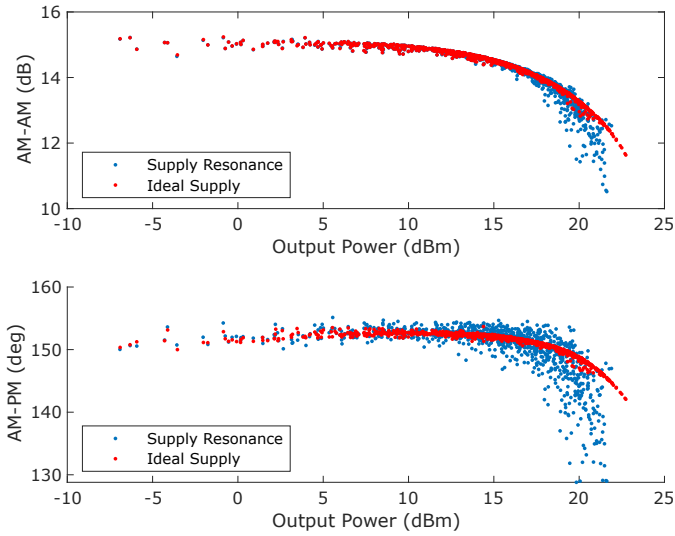 16
14
12
10
AM-AM (dB)
Supply Resonance
Ideal Supply
-10 -5 0 5 10 15 20 25
Output Power (dBm)
160
150
140
130
AM-PM (deg)
Supply Resonance
Ideal Supply
-10 -5 0 5 10 15 20 25
Output Power (dBm)